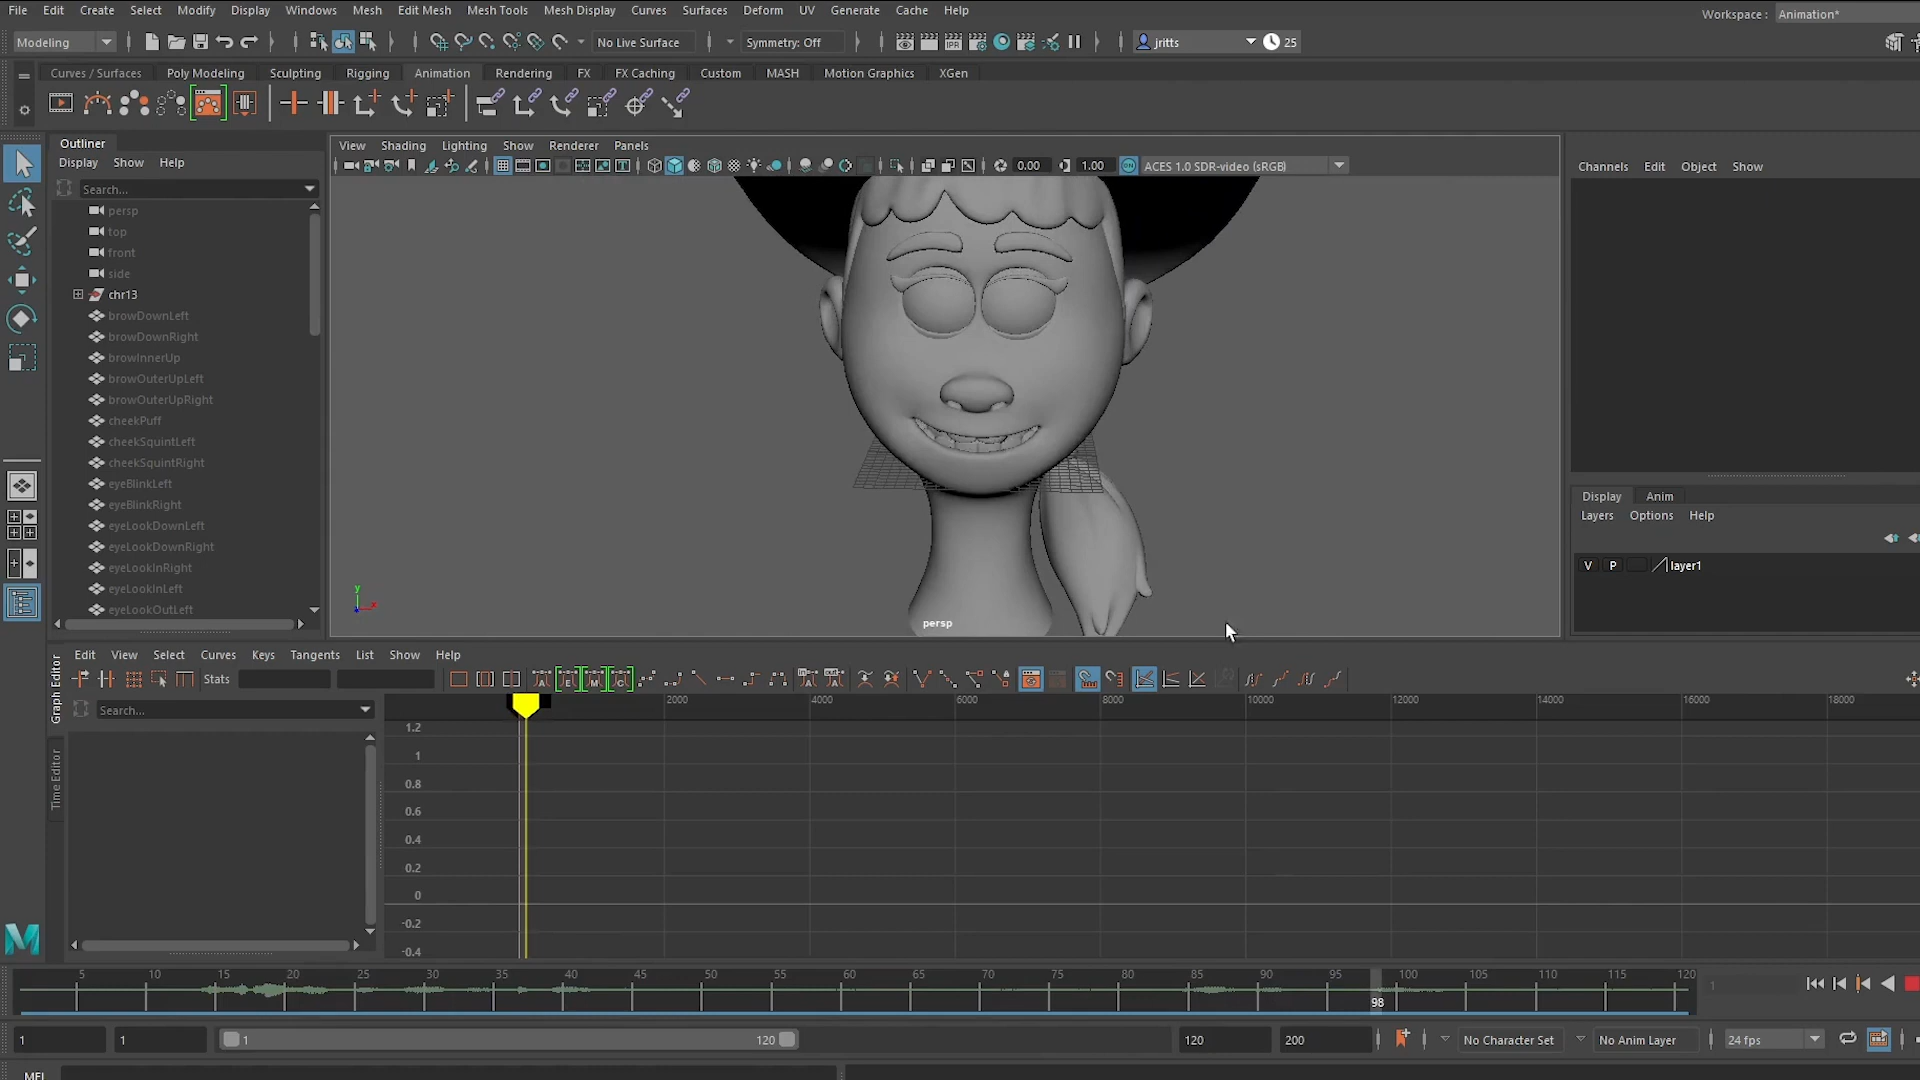 File Edit Create Select Modify Display Windows Mesh Edit Mesh Mesh Tools Mesh Display Curves Surfaces Deform UV Generate Cache Help Workspace : Animation*
Modeling No Live Surface Symmetry: Off IPR jritts 25
Curves / Surfaces Poly Modeling Sculpting Rigging Animation Rendering FX FX Caching Custom MASH Motion Graphics XGen
Outliner
Display Show Help
Search...
persp
top
front
side
chr13
browDownLeft
browDownRight
browInnerUp
browOuterUpLeft
browOuterUpRight
cheekPuff
cheekSquintLeft
cheekSquintRight
eyeBlinkLeft
eyeBlinkRight
eyeLookDownLeft
eyeLookDownRight
eyeLookInRight
eyeLookInLeft
eyeLookOutLeft
View Shading Lighting Show Renderer Panels
0.00 1.00 ON ACES 1.0 SDR-video (sRGB)
y
x
persp
Channels Edit Object Show
Display Anim
Layers Options Help
V P layer1
Graph Editor
Time Editor
Edit View Select Curves Keys Tangents List Show Help
Stats
Search...
2000 4000 6000 8000 10000 12000 14000 16000 18000
1.2
1
0.8
0.6
0.4
0.2
0
-0.2
-0.4
5 10 15 20 25 30 35 40 45 50 55 60 65 70 75 80 85 90 95 100 105 110 115 120
98
1
1 1 1 120 120 200 No Character Set No Anim Layer 24 fps
MEL